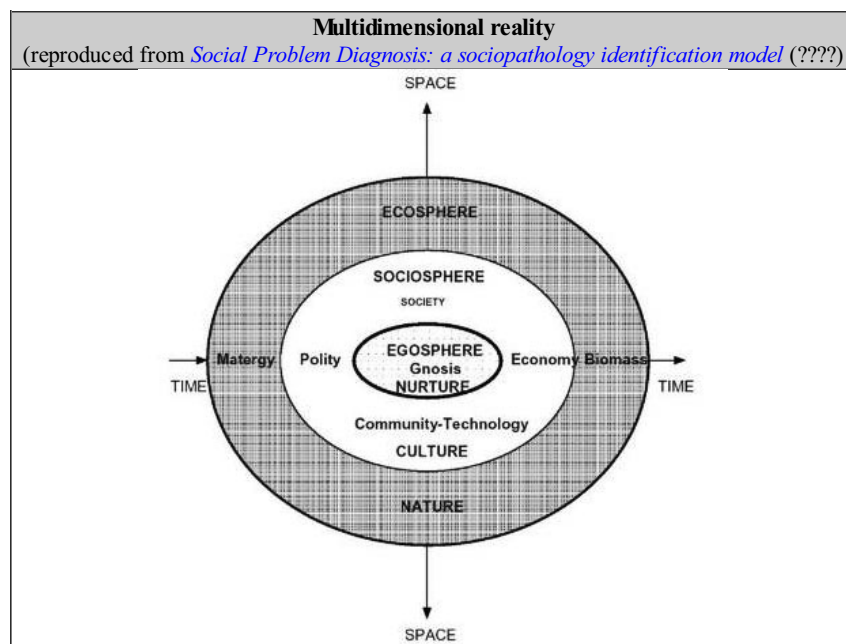 Multidimensional reality
(reproduced from Social Problem Diagnosis: a sociopathology identification model (????)
SPACE
ECOSPHERE
SOCIOSPHERE
SOCIETY
EGOSPHERE
Matergy Polity Gnosis Economy Biomass
NURTURE
TIME TIME
Community-Technology
CULTURE
NATURE
SPACE